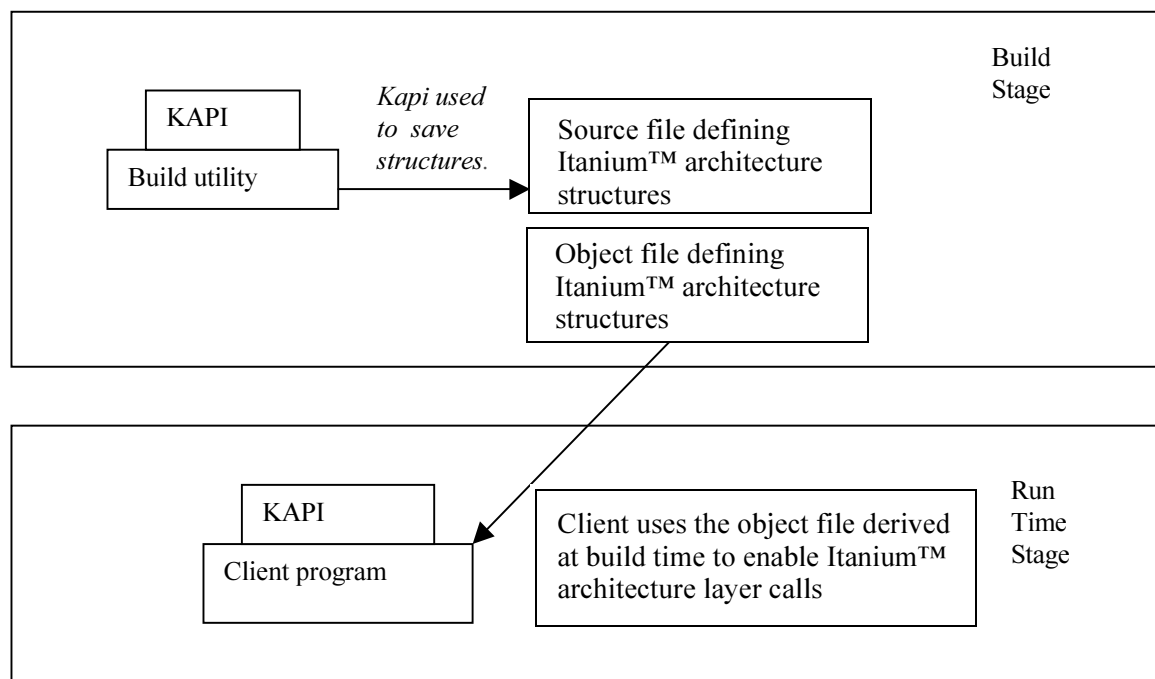 Build
Stage
KAPI
Build utility
Kapi used
to save
structures.
Source file defining
Itanium™ architecture
structures
Object file defining
Itanium™ architecture
structures
Run
Time
Stage
KAPI
Client program
Client uses the object file derived
at build time to enable Itanium™
architecture layer calls